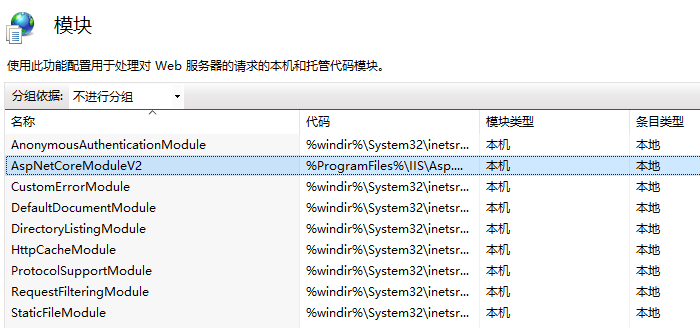 模块
使用此功能配置用于处理对 Web 服务器的请求的本机和托管代码模块。
分组依据: 不进行分组
名称 代码 模块类型 条目类型
AnonymousAuthenticationModule %windir%\System32\inetsr... 本机 本地
AspNetCoreModuleV2 %ProgramFiles%\IIS\Asp.... 本机 本地
CustomErrorModule %windir%\System32\inetsr... 本机 本地
DefaultDocumentModule %windir%\System32\inetsr... 本机 本地
DirectoryListingModule %windir%\System32\inetsr... 本机 本地
HttpCacheModule %windir%\System32\inetsr... 本机 本地
ProtocolSupportModule %windir%\System32\inetsr... 本机 本地
RequestFilteringModule %windir%\System32\inetsr... 本机 本地
StaticFileModule %windir%\System32\inetsr... 本机 本地